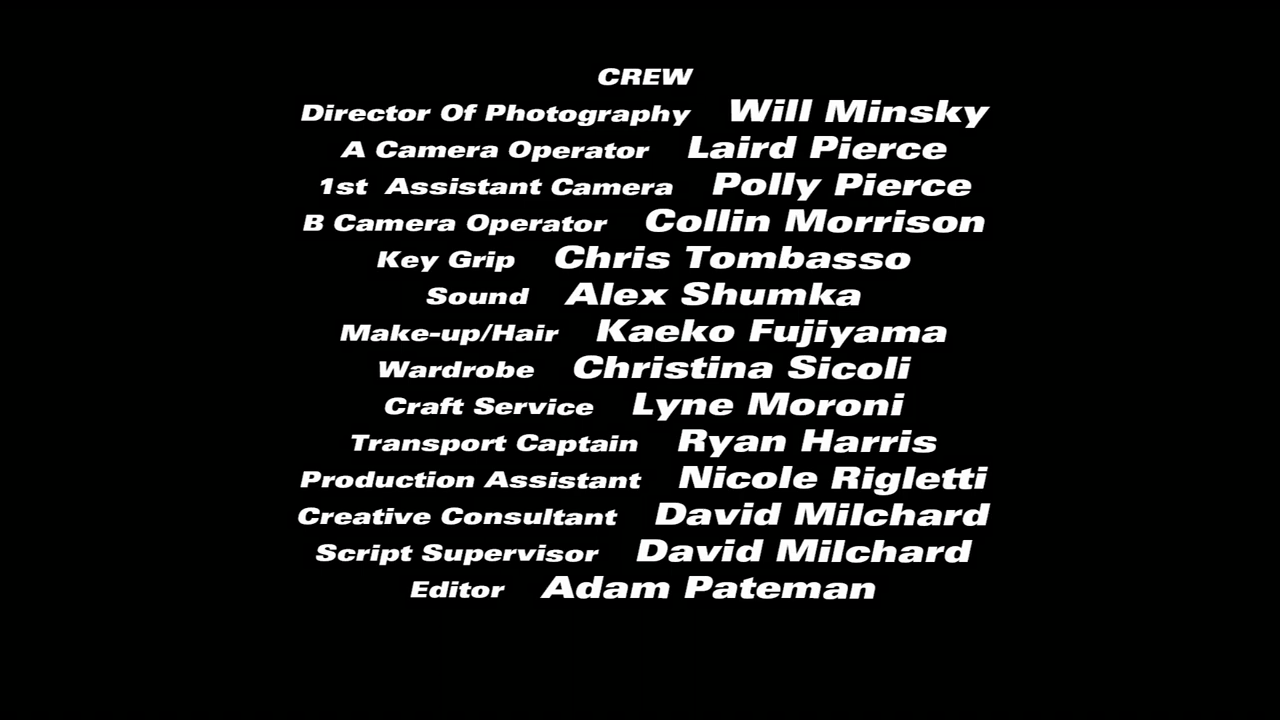 CREW
Director Of Photography Will Minsky
A Camera Operator Laird Pierce
1st Assistant Camera Polly Pierce
B Camera Operator Collin Morrison
Key Grip Chris Tombasso
Sound Alex Shumka
Make-up/Hair Kaeko Fujiyama
Wardrobe Christina Sicoli
Craft Service Lyne Moroni
Transport Captain Ryan Harris
Production Assistant Nicole Rigletti
Creative Consultant David Milchard
Script Supervisor David Milchard
Editor Adam Pateman